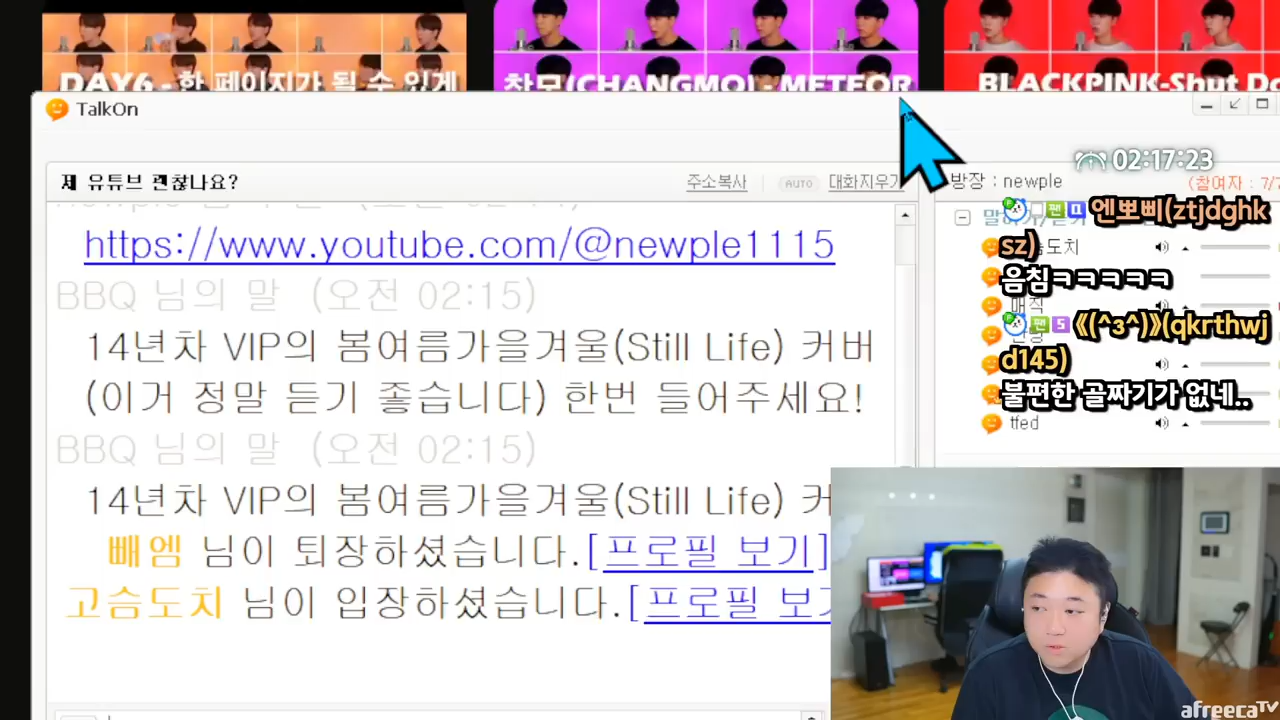 DAY6 - 한 페이지가 될 수 있게
창모(CHANGMO) - METEOR
BLACKPINK-Shut Do
TalkOn
제 유튜브 괜찮나요?
주소복사
AUTO
대화지우기
방장 : newple
(참여자 : 7/7
02:17:23
https://www.youtube.com/@newple1115
BBQ 님의 말 (오전 02:15)
14년차 VIP의 봄여름가을겨울(Still Life) 커버
(이거 정말 듣기 좋습니다) 한번 들어주세요!
BBQ 님의 말 (오전 02:15)
14년차 VIP의 봄여름가을겨울(Still Life) 커
빼엠 님이 퇴장하셨습니다.[프로필 보기]
고슴도치 님이 입장하셨습니다.[프로필 보기
팬 엔뽀삐(ztjdghk
sz)
음침ㅋㅋㅋㅋㅋ
팬 S 《(^з^)》(qkrthwj
d145)
불편한 골짜기가 없네..
tfed
afreecaTV